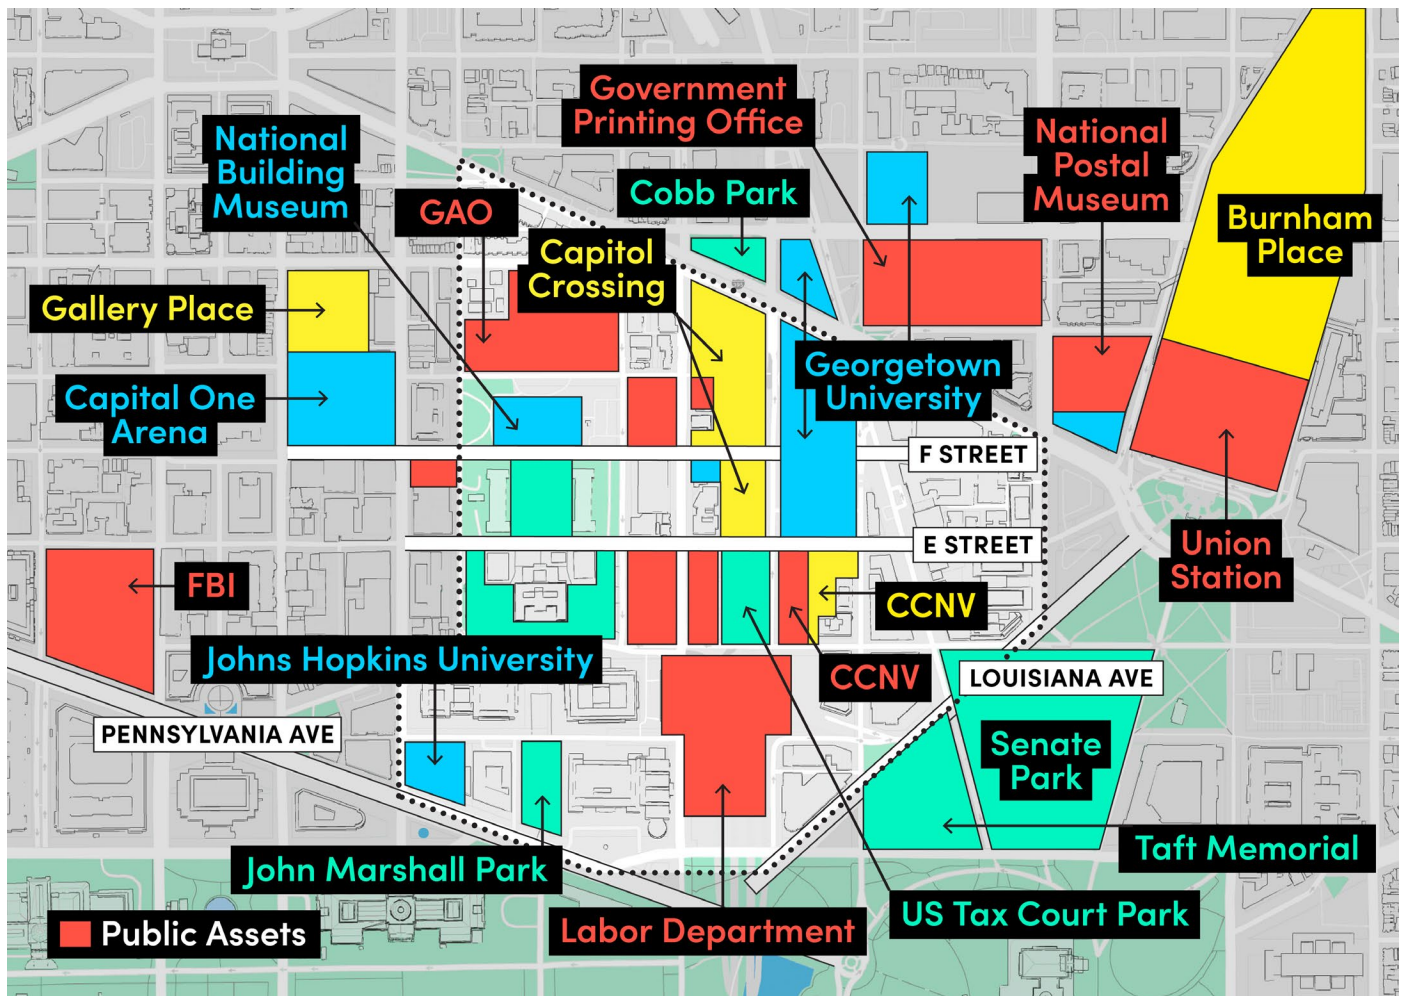 Government
Printing Office
National
Building
Museum
National
Postal
Museum
Cobb Park
GAO
Burnham
Place
Capitol
Crossing
Gallery Place
Georgetown
University
Capital One
Arena
F STREET
E STREET
Union
Station
FBI
CCNV
Johns Hopkins University
CCNV
LOUISIANA AVE
PENNSYLVANIA AVE
Senate
Park
Taft Memorial
John Marshall Park
US Tax Court Park
Labor Department
Public Assets